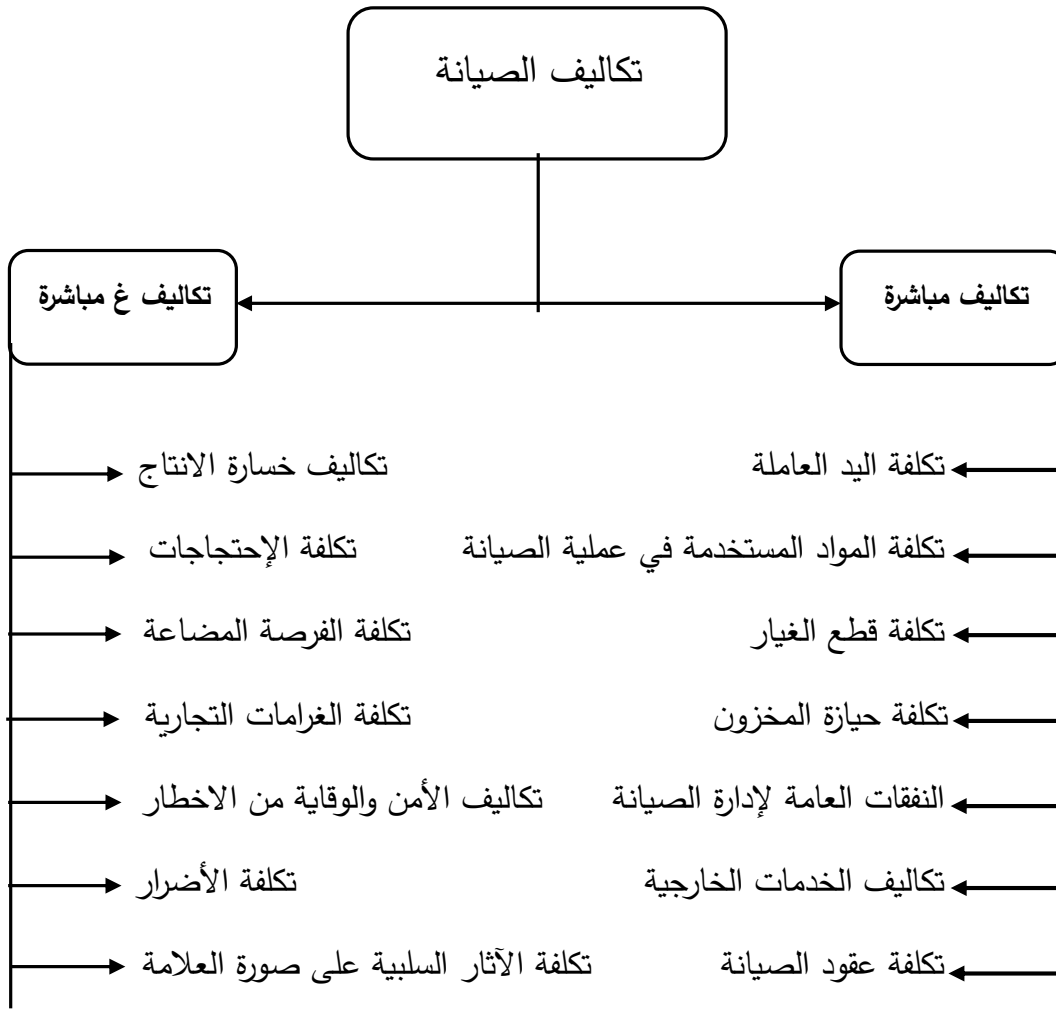 تكاليف الصيانة
تكاليف مباشرة
تكاليف غ مباشرة
تكلفة اليد العاملة
تكاليف خسارة الانتاج
تكلفة المواد المستخدمة في عملية الصيانة
تكلفة الإحتجاجات
تكلفة قطع الغيار
تكلفة الفرصة المضاعة
تكلفة حيازة المخزون
تكلفة الغرامات التجارية
النفقات العامة لإدارة الصيانة
تكاليف الأمن والوقاية من الاخطار
تكاليف الخدمات الخارجية
تكلفة الأضرار
تكلفة عقود الصيانة
تكلفة الآثار السلبية على صورة العلامة